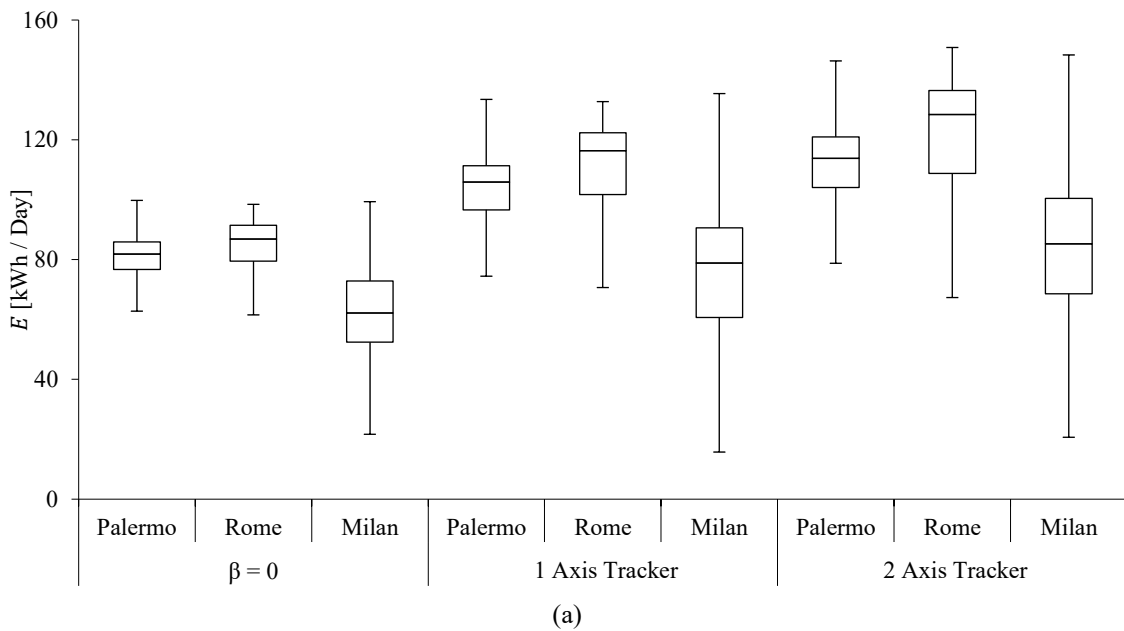 160
120
80
40
0
E [kWh / Day]
Palermo Rome Milan Palermo Rome Milan Palermo Rome Milan
β = 0 1 Axis Tracker 2 Axis Tracker
(a)